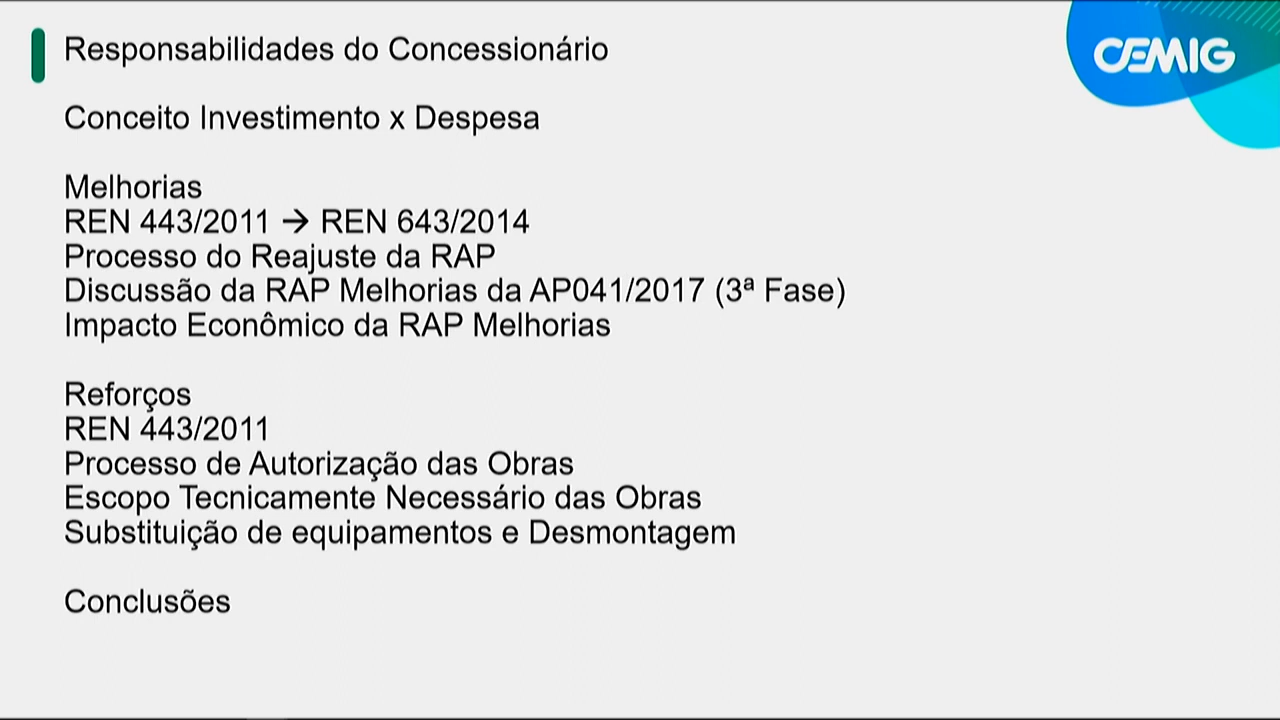 Responsabilidades do Concessionário
CEMIG
Conceito Investimento x Despesa
Melhorias
REN 443/2011 → REN 643/2014
Processo do Reajuste da RAP
Discussão da RAP Melhorias da AP041/2017 (3ª Fase)
Impacto Econômico da RAP Melhorias
Reforços
REN 443/2011
Processo de Autorização das Obras
Escopo Tecnicamente Necessário das Obras
Substituição de equipamentos e Desmontagem
Conclusões